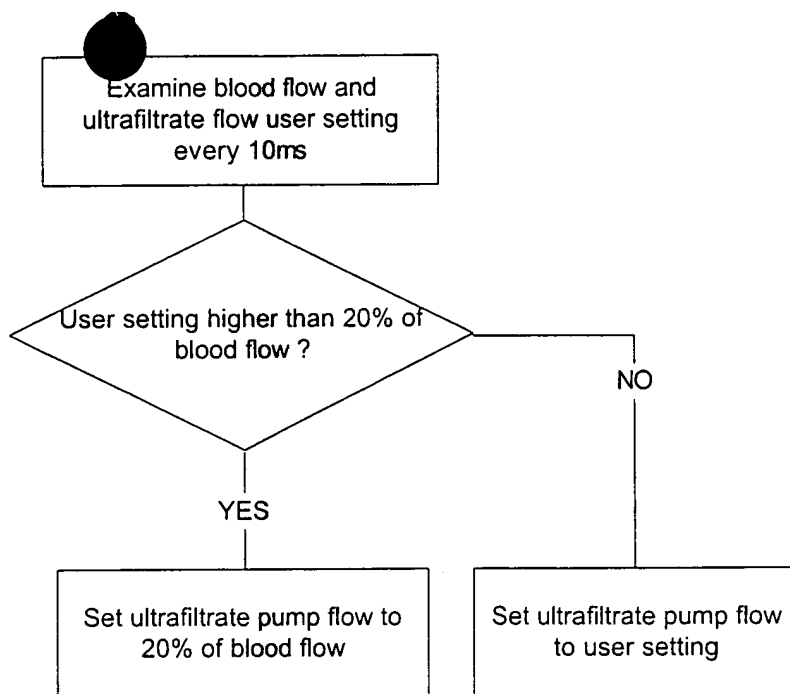 Examine blood flow and
ultrafiltrate flow user setting
every 10ms
User setting higher than 20% of
blood flow ?
NO
YES
Set ultrafiltrate pump flow to
20% of blood flow
Set ultrafiltrate pump flow
to user setting